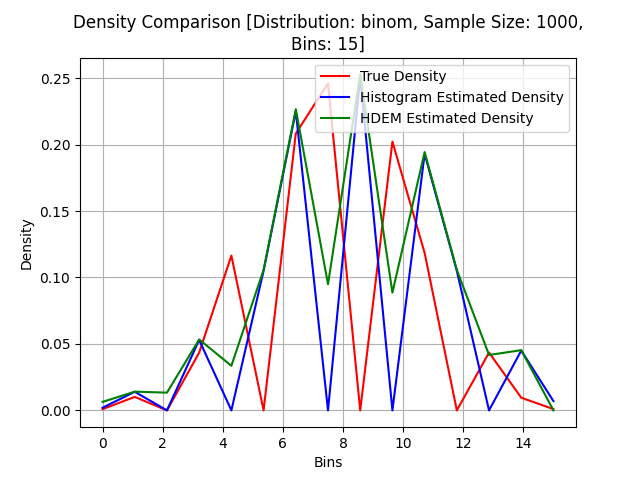 Density Comparison [Distribution: binom, Sample Size: 1000,
Bins: 15]
True Density
Histogram Estimated Density
HDEM Estimated Density
Density
0.25
0.20
0.15
0.10
0.05
0.00
0 2 4 6 8 10 12 14
Bins